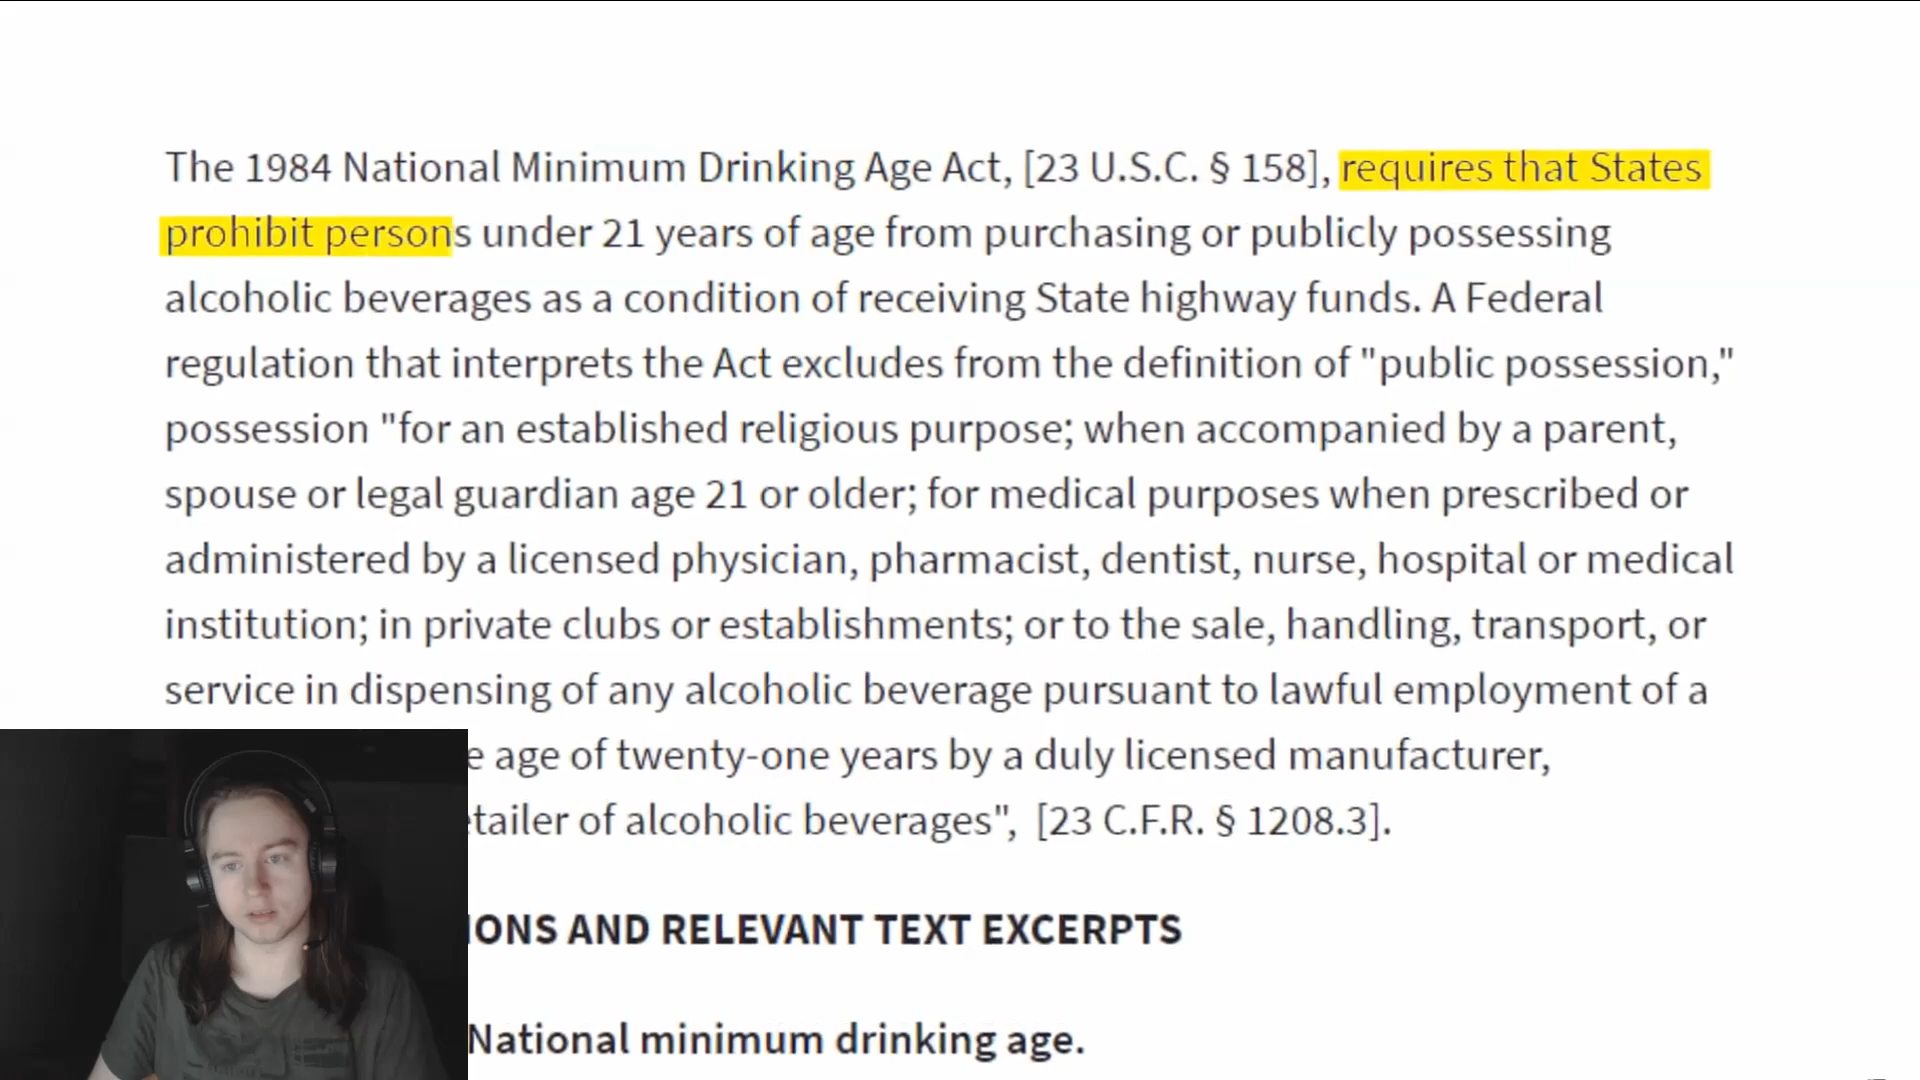 The 1984 National Minimum Drinking Age Act, [23 U.S.C. § 158], requires that States
prohibit persons under 21 years of age from purchasing or publicly possessing
alcoholic beverages as a condition of receiving State highway funds. A Federal
regulation that interprets the Act excludes from the definition of "public possession,"
possession "for an established religious purpose; when accompanied by a parent,
spouse or legal guardian age 21 or older; for medical purposes when prescribed or
administered by a licensed physician, pharmacist, dentist, nurse, hospital or medical
institution; in private clubs or establishments; or to the sale, handling, transport, or
service in dispensing of any alcoholic beverage pursuant to lawful employment of a
e age of twenty-one years by a duly licensed manufacturer,
etailer of alcoholic beverages", [23 C.F.R. § 1208.3].
IONS AND RELEVANT TEXT EXCERPTS
National minimum drinking age.